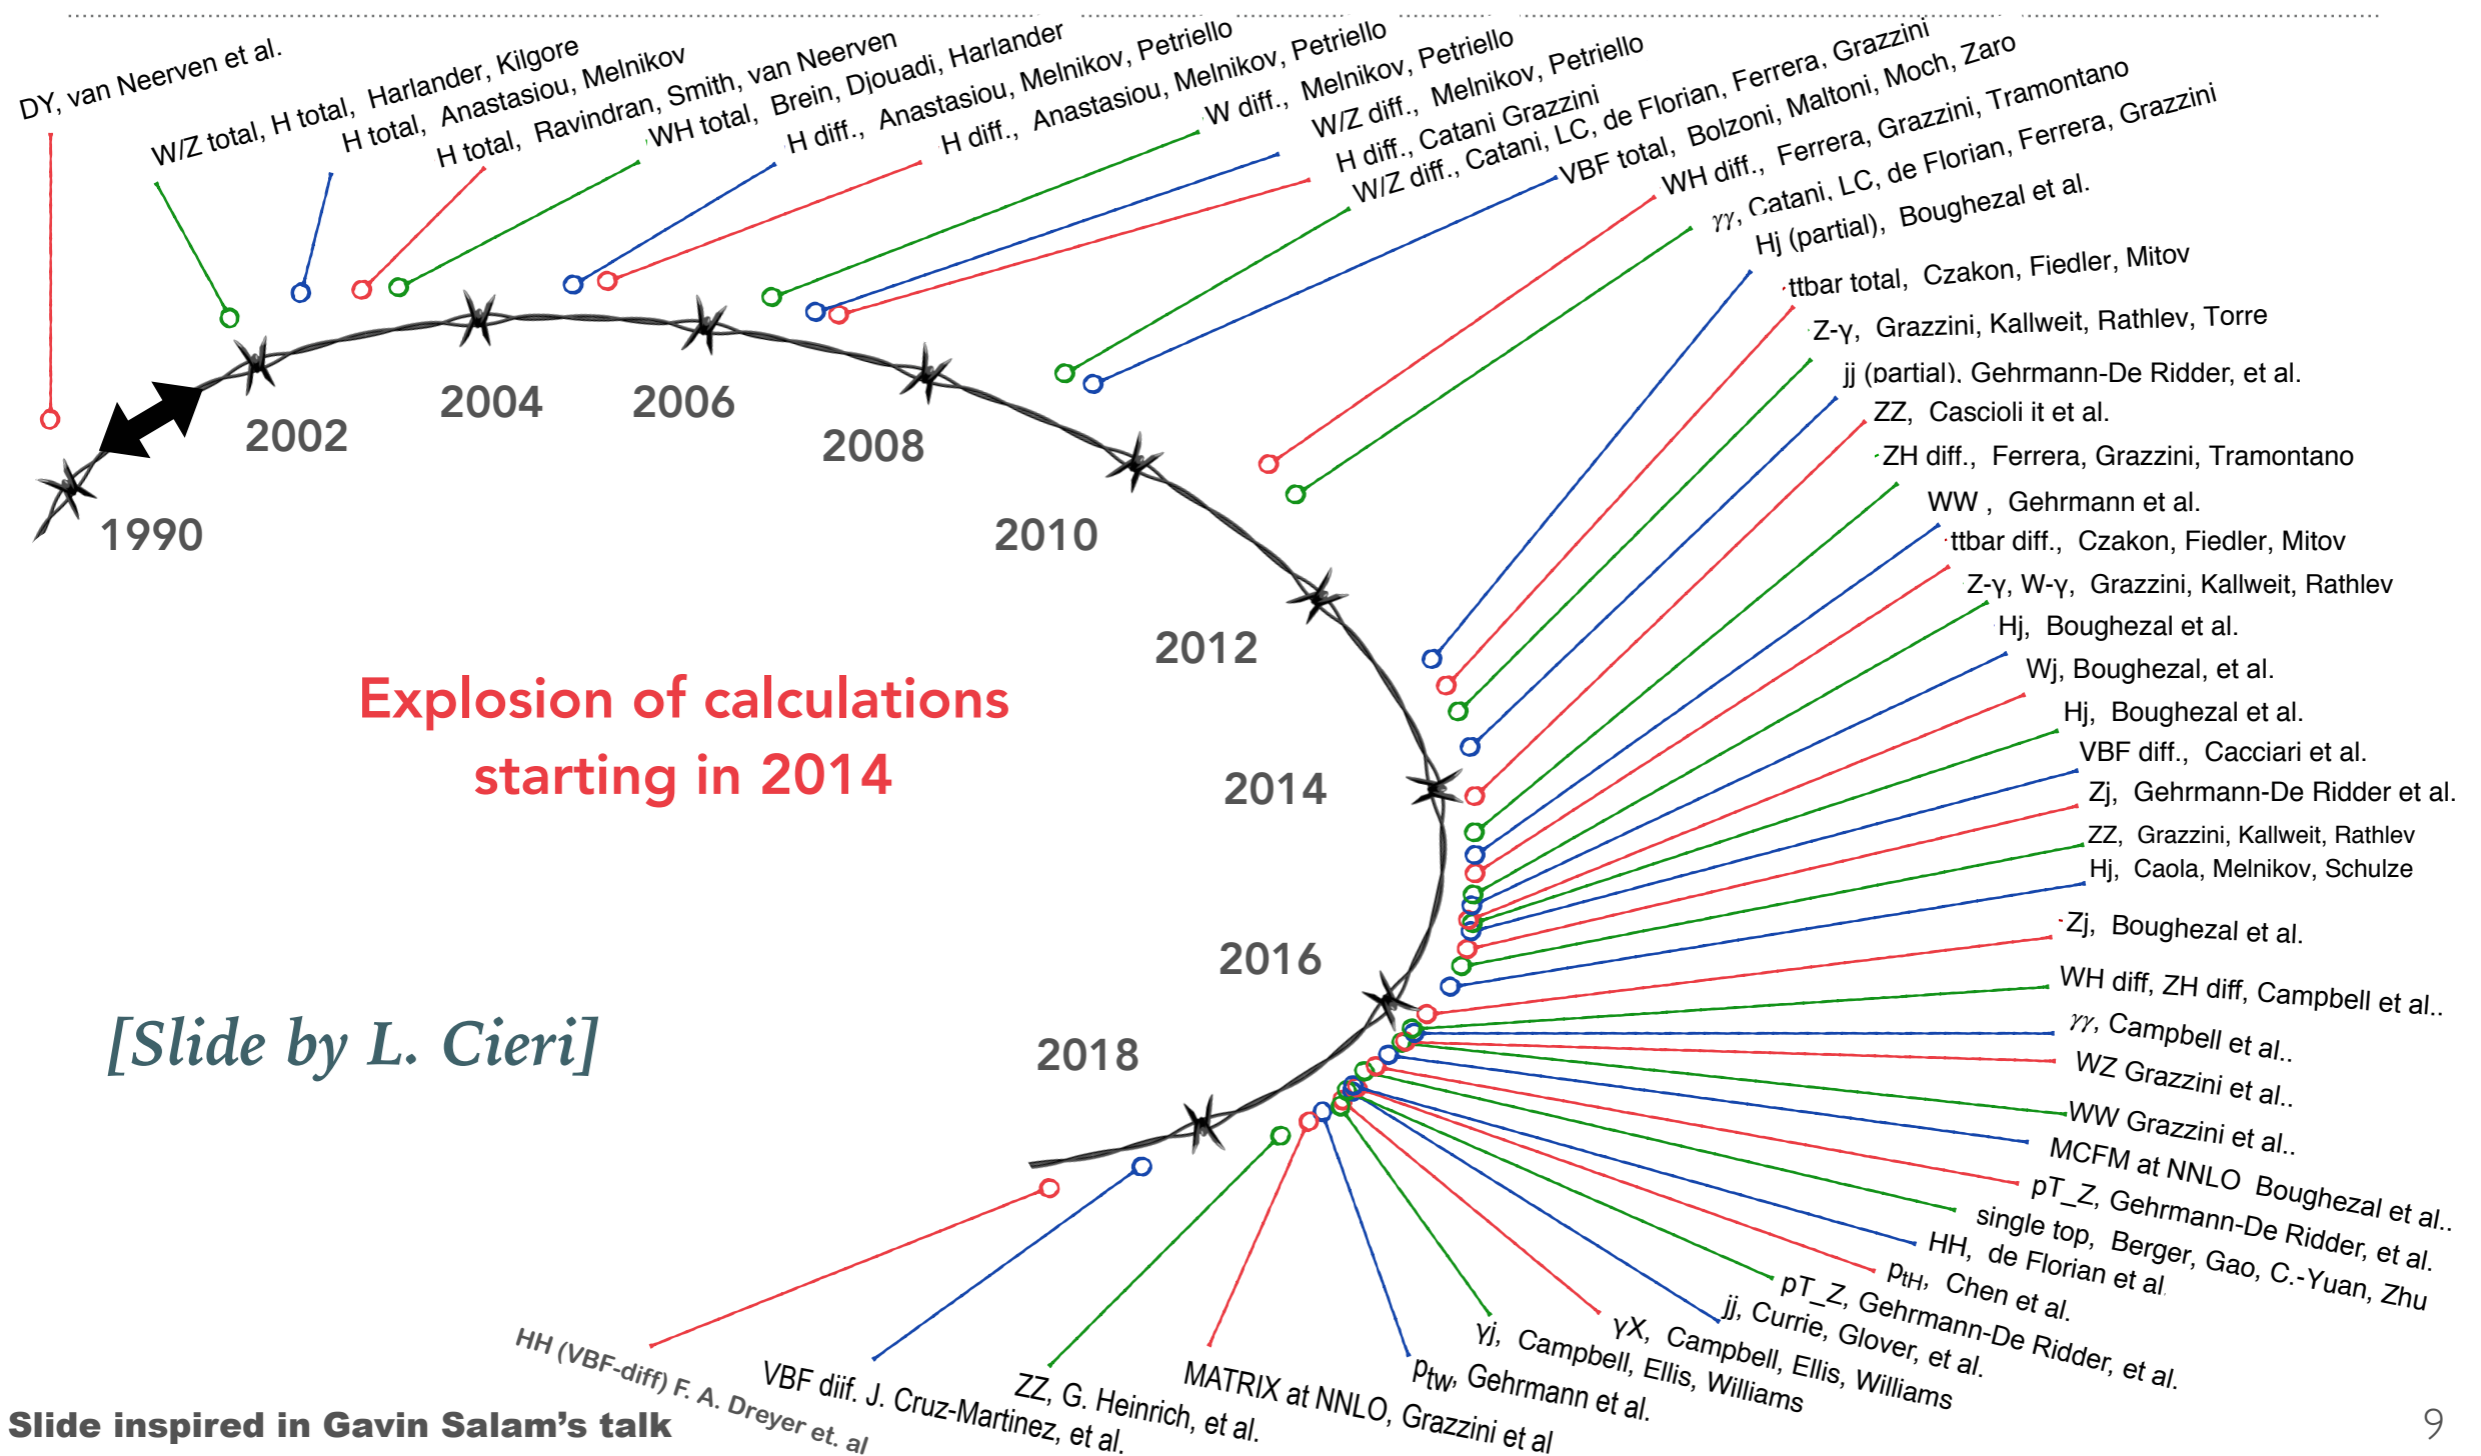 DY, van Neerven et al.
W/Z total, H total, Harlander, Kilgore
H total, Anastasiou, Melnikov
H total, Ravindran, Smith, van Neerven
WH total, Brein, Djouadi, Harlander
H diff., Anastasiou, Melnikov, Petriello
H diff., Anastasiou, Melnikov, Petriello
W diff., Melnikov, Petriello
W/Z diff., Melnikov, Petriello
H diff., Catani Grazzini
W/Z diff., Catani, LC, de Florian, Ferrera, Grazzini
VBF total, Bolzoni, Maltoni, Moch, Zaro
WH diff., Ferrera, Grazzini, Tramontano
γγ, Catani, LC, de Florian, Ferrera, Grazzini
Hj (partial), Boughezal et al.
ttbar total, Czakon, Fiedler, Mitov
Z-γ, Grazzini, Kallweit, Rathlev, Torre
jj (partial), Gehrmann-De Ridder, et al.
ZZ, Cascioli it et al.
ZH diff., Ferrera, Grazzini, Tramontano
WW , Gehrmann et al.
ttbar diff., Czakon, Fiedler, Mitov
Z-γ, W-γ, Grazzini, Kallweit, Rathlev
Hj, Boughezal et al.
Wj, Boughezal, et al.
Hj, Boughezal et al.
VBF diff., Cacciari et al.
Zj, Gehrmann-De Ridder et al.
ZZ, Grazzini, Kallweit, Rathlev
Hj, Caola, Melnikov, Schulze
Zj, Boughezal et al.
WH diff, ZH diff, Campbell et al..
γγ, Campbell et al..
WZ Grazzini et al..
WW Grazzini et al..
MCFM at NNLO Boughezal et al..
pT_Z, Gehrmann-De Ridder, et al.
single top, Berger, Gao, C.-Yuan, Zhu
HH, de Florian et al
ptH, Chen et al.
pT_Z, Gehrmann-De Ridder, et al.
jj, Currie, Glover, et al.
γX, Campbell, Ellis, Williams
γj, Campbell, Ellis, Williams
ptW, Gehrmann et al.
MATRIX at NNLO, Grazzini et al
ZZ, G. Heinrich, et al.
VBF diif. J. Cruz-Martinez, et al.
HH (VBF-diff) F. A. Dreyer et. al
1990
2002
2004
2006
2008
2010
2012
2014
2016
2018
Explosion of calculations
starting in 2014
[Slide by L. Cieri]
Slide inspired in Gavin Salam's talk
9